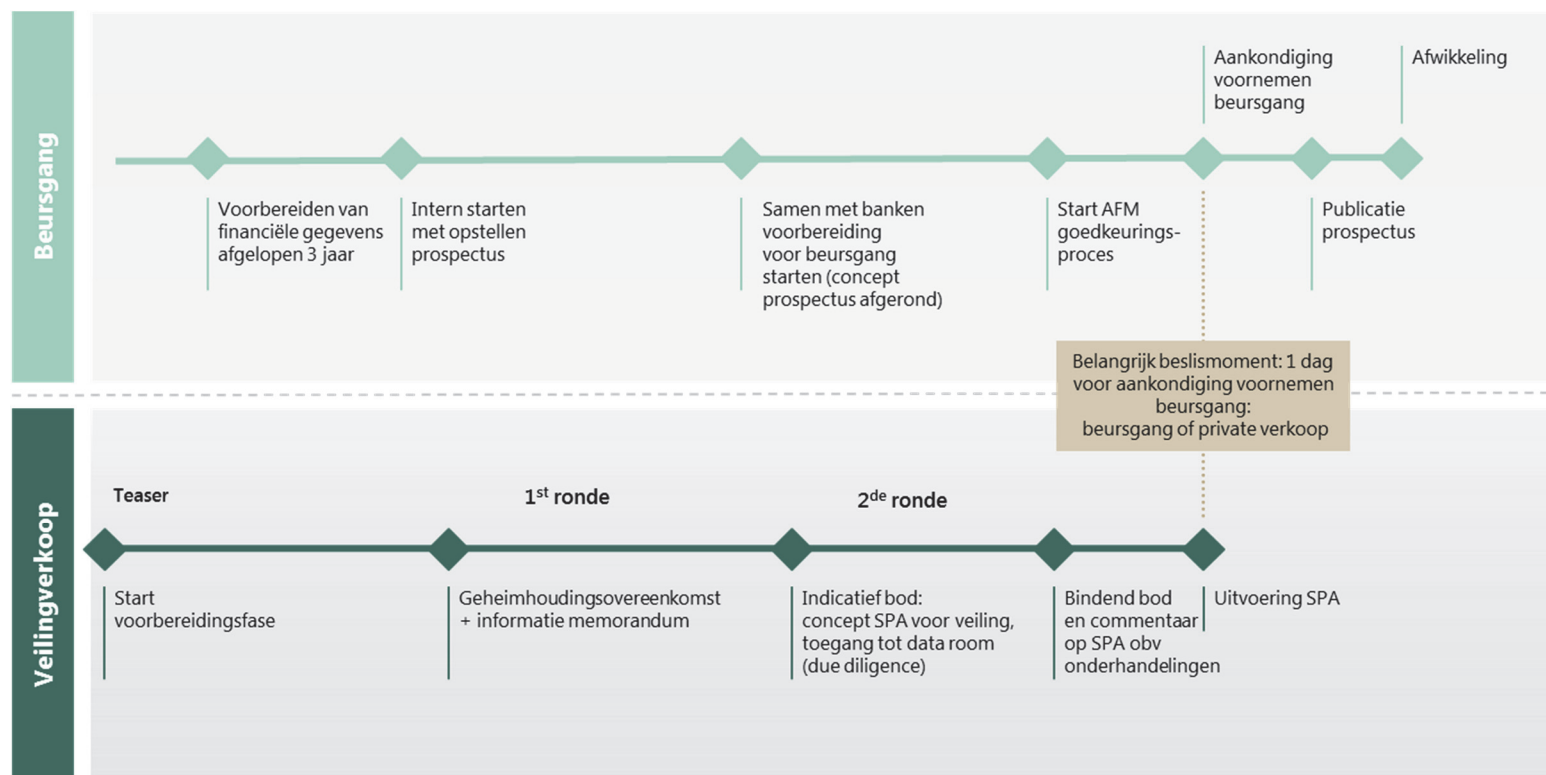 Beursgang
Aankondiging
voornemen
beursgang
Afwikkeling
Voorbereiden van
financiële gegevens
afgelopen 3 jaar
Intern starten
met opstellen
prospectus
Samen met banken
voorbereiding
voor beursgang
starten (concept
prospectus afgerond)
Start AFM
goedkeurings-
proces
Publicatie
prospectus
Belangrijk beslismoment: 1 dag
voor aankondiging voornemen
beursgang:
beursgang of private verkoop
Veilingverkoop
Teaser
1st ronde
2de ronde
Start
voorbereidingsfase
Geheimhoudingsovereenkomst
+ informatie memorandum
Indicatief bod:
concept SPA voor veiling,
toegang tot data room
(due diligence)
Bindend bod
en commentaar
op SPA obv
onderhandelingen
Uitvoering SPA